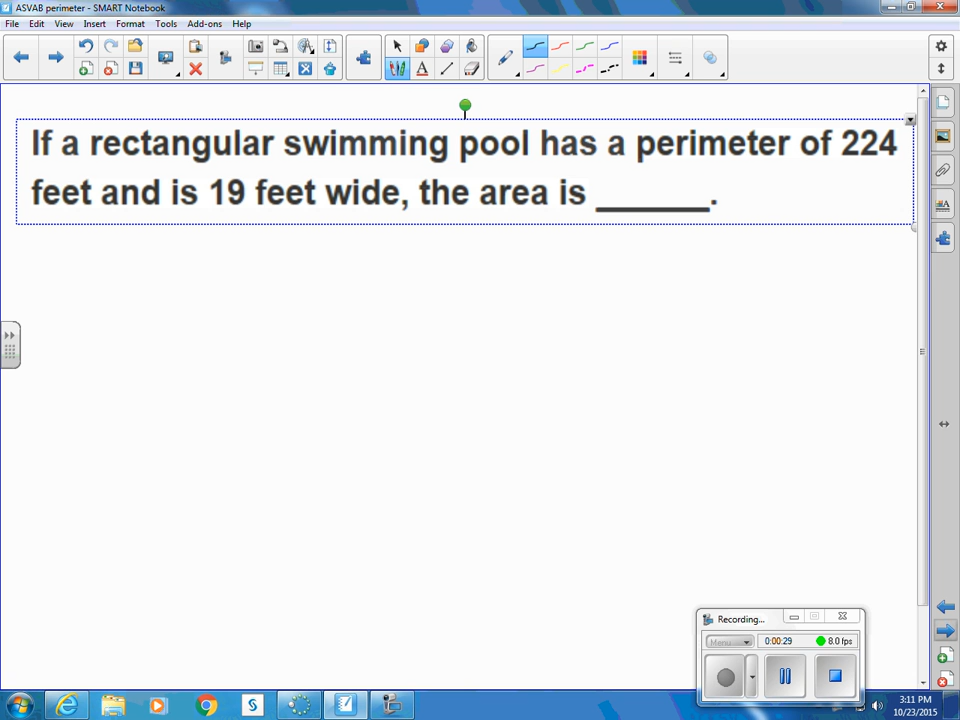 ASVAB perimeter - SMART Notebook
File Edit View Insert Format Tools Add-ons Help
If a rectangular swimming pool has a perimeter of 224
feet and is 19 feet wide, the area is ______.
Recording...
Menu 0:00:29 8.0 fps
3:11 PM
10/23/2015